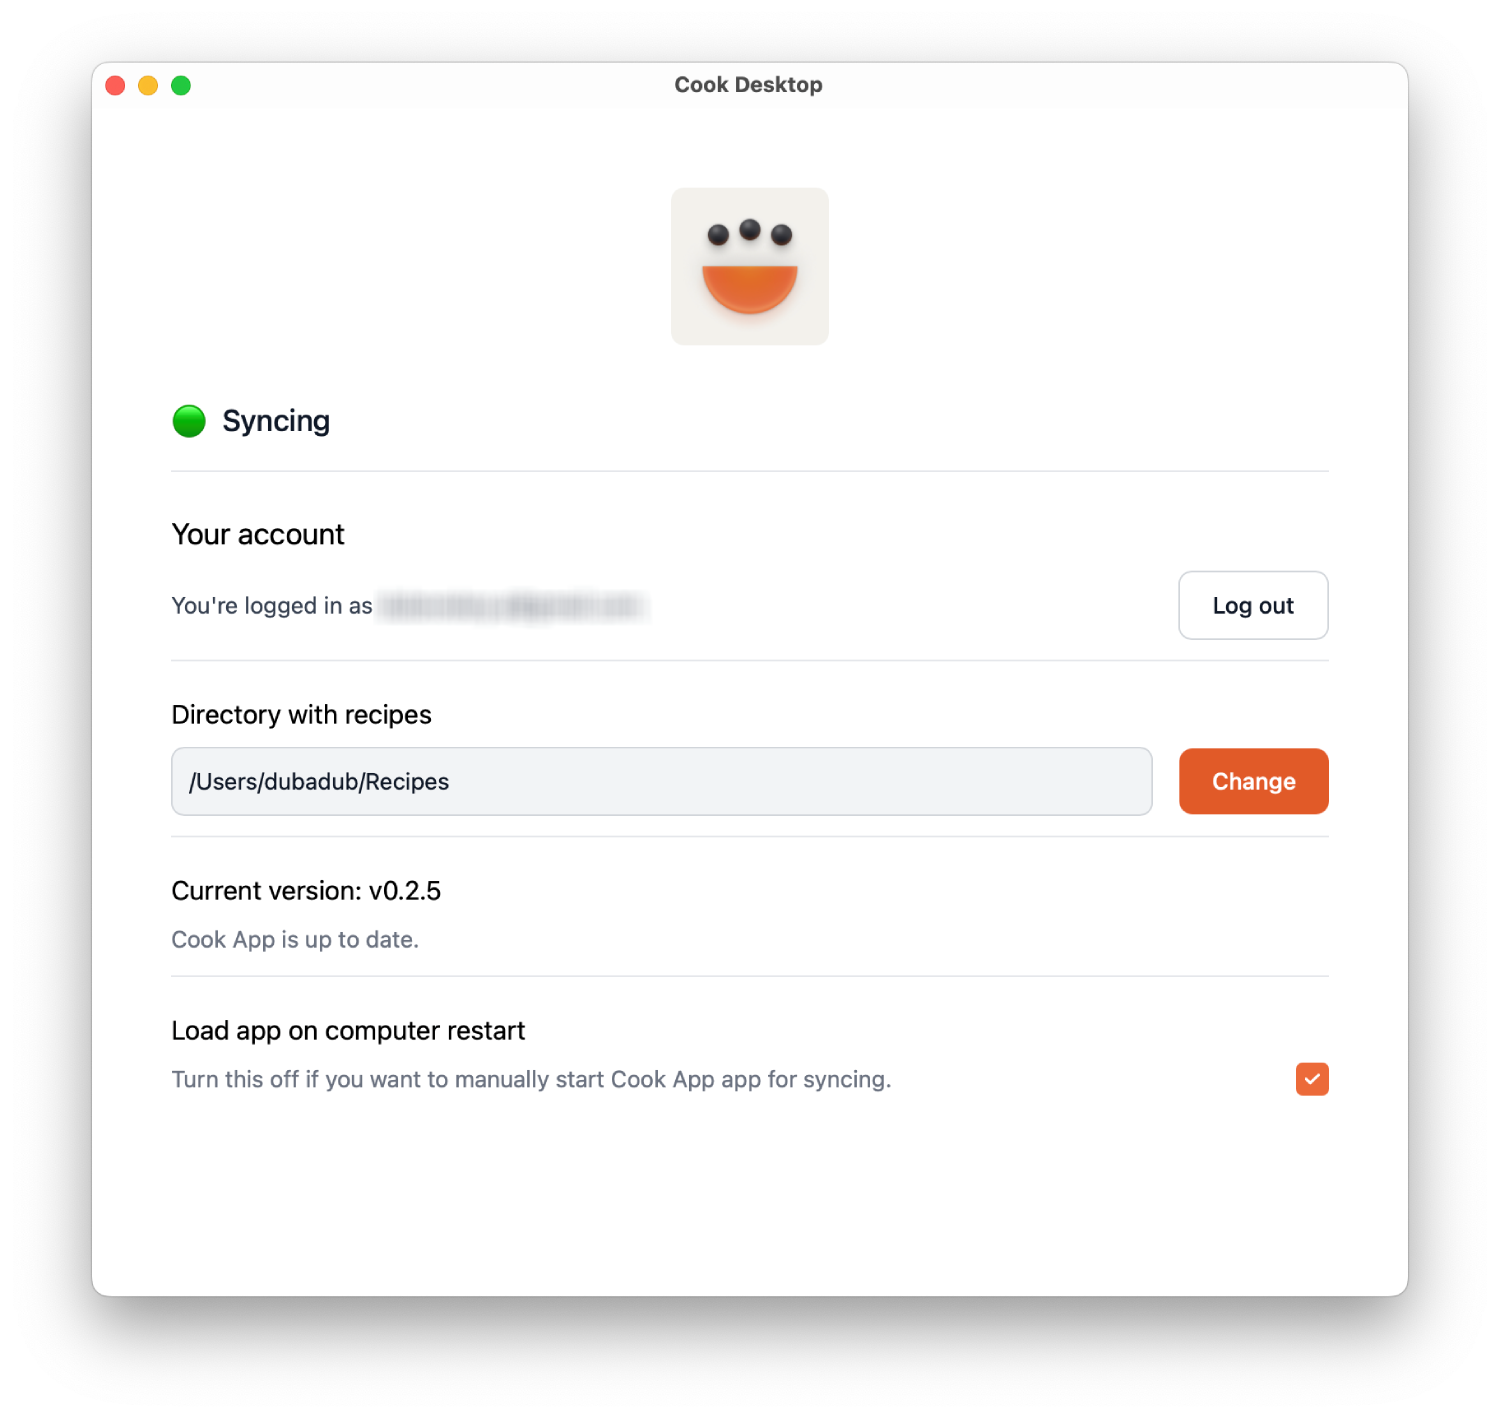 Cook Desktop
Syncing
Your account
You're logged in as
Log out
Directory with recipes
/Users/dubadub/Recipes
Change
Current version: v0.2.5
Cook App is up to date.
Load app on computer restart
Turn this off if you want to manually start Cook App app for syncing.